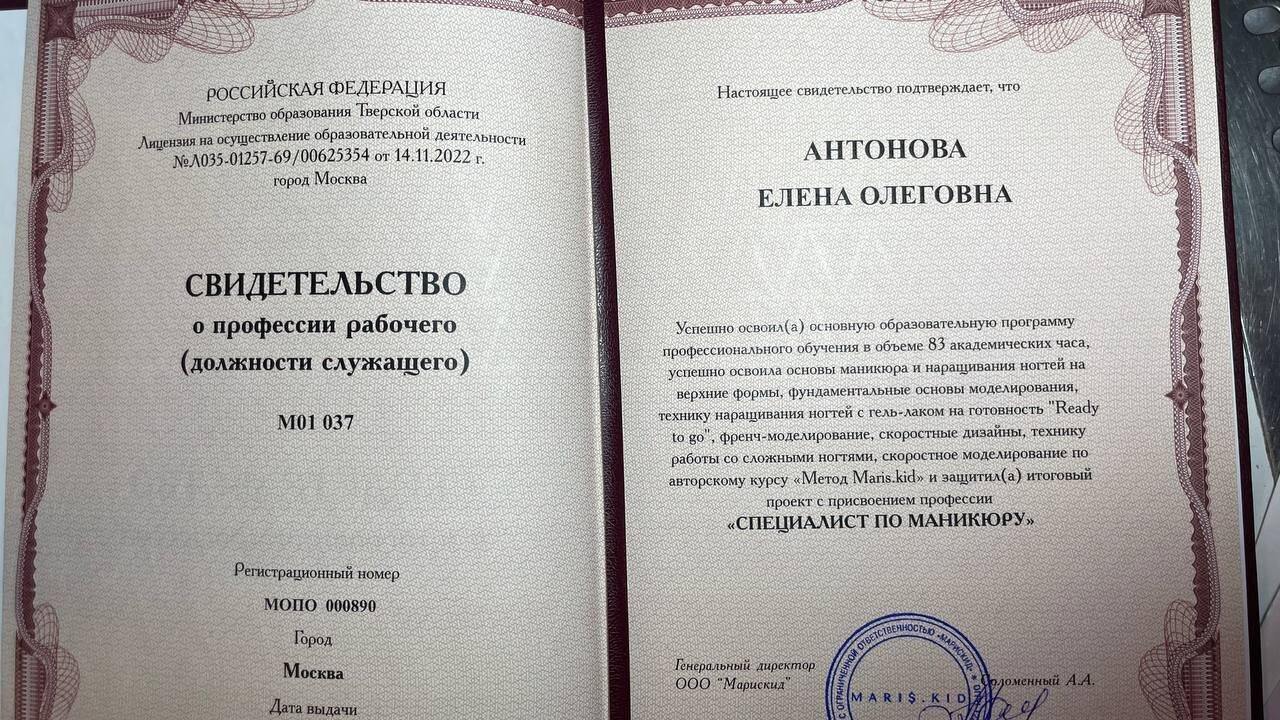 РОССИЙСКАЯ ФЕДЕРАЦИЯ
Министерство образования Тверской области
Лицензия на осуществление образовательной деятельности
№Л035-01257-69/00625354 от 14.11.2022 г.
город Москва
СВИДЕТЕЛЬСТВО
о профессии рабочего
(должности служащего)
М01 037
Регистрационный номер
МОПО 000890
Город
Москва
Дата выдачи
Настоящее свидетельство подтверждает, что
АНТОНОВА
ЕЛЕНА ОЛЕГОВНА
Успешно освоил(а) основную образовательную программу
профессионального обучения в объеме 83 академических часа,
успешно освоила основы маникюра и наращивания ногтей на
верхние формы, фундаментальные основы моделирования,
технику наращивания ногтей с гель-лаком на готовность "Ready
to go", френч-моделирование, скоростные дизайны, технику
работы со сложными ногтями, скоростное моделирование по
авторскому курсу «Метод Maris.kid» и защитил(а) итоговый
проект с присвоением профессии
«СПЕЦИАЛИСТ ПО МАНИКЮРУ»
Генеральный директор
ООО "Марискид"
С ОГРАНИЧЕННОЙ ОТВЕТСТВЕННОСТЬЮ «МАРИСКИД»
MARIS.KID
Соломенный А.А.